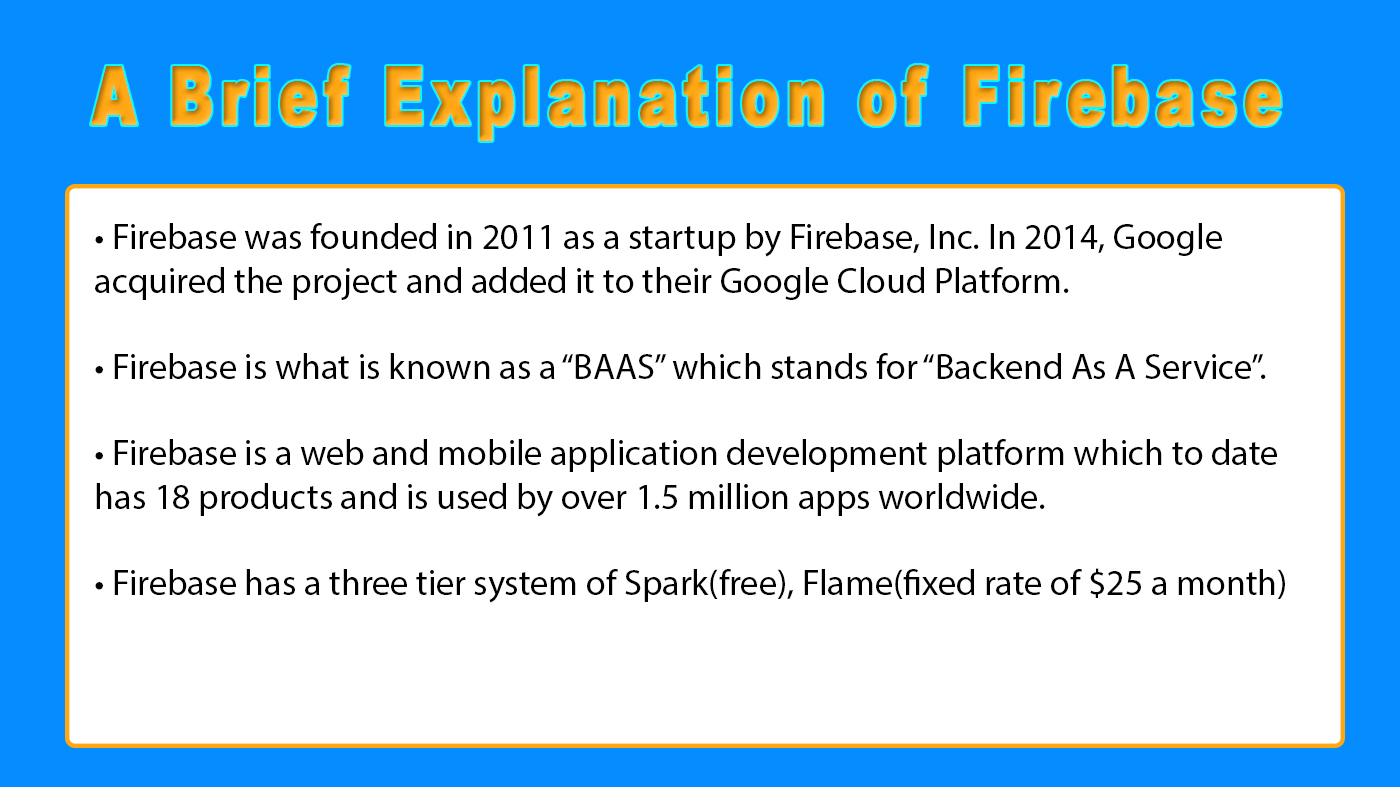 A Brief Explanation of Firebase
• Firebase was founded in 2011 as a startup by Firebase, Inc. In 2014, Google
acquired the project and added it to their Google Cloud Platform.
• Firebase is what is known as a “BAAS” which stands for “Backend As A Service”.
• Firebase is a web and mobile application development platform which to date
has 18 products and is used by over 1.5 million apps worldwide.
• Firebase has a three tier system of Spark(free), Flame(fixed rate of $25 a month)